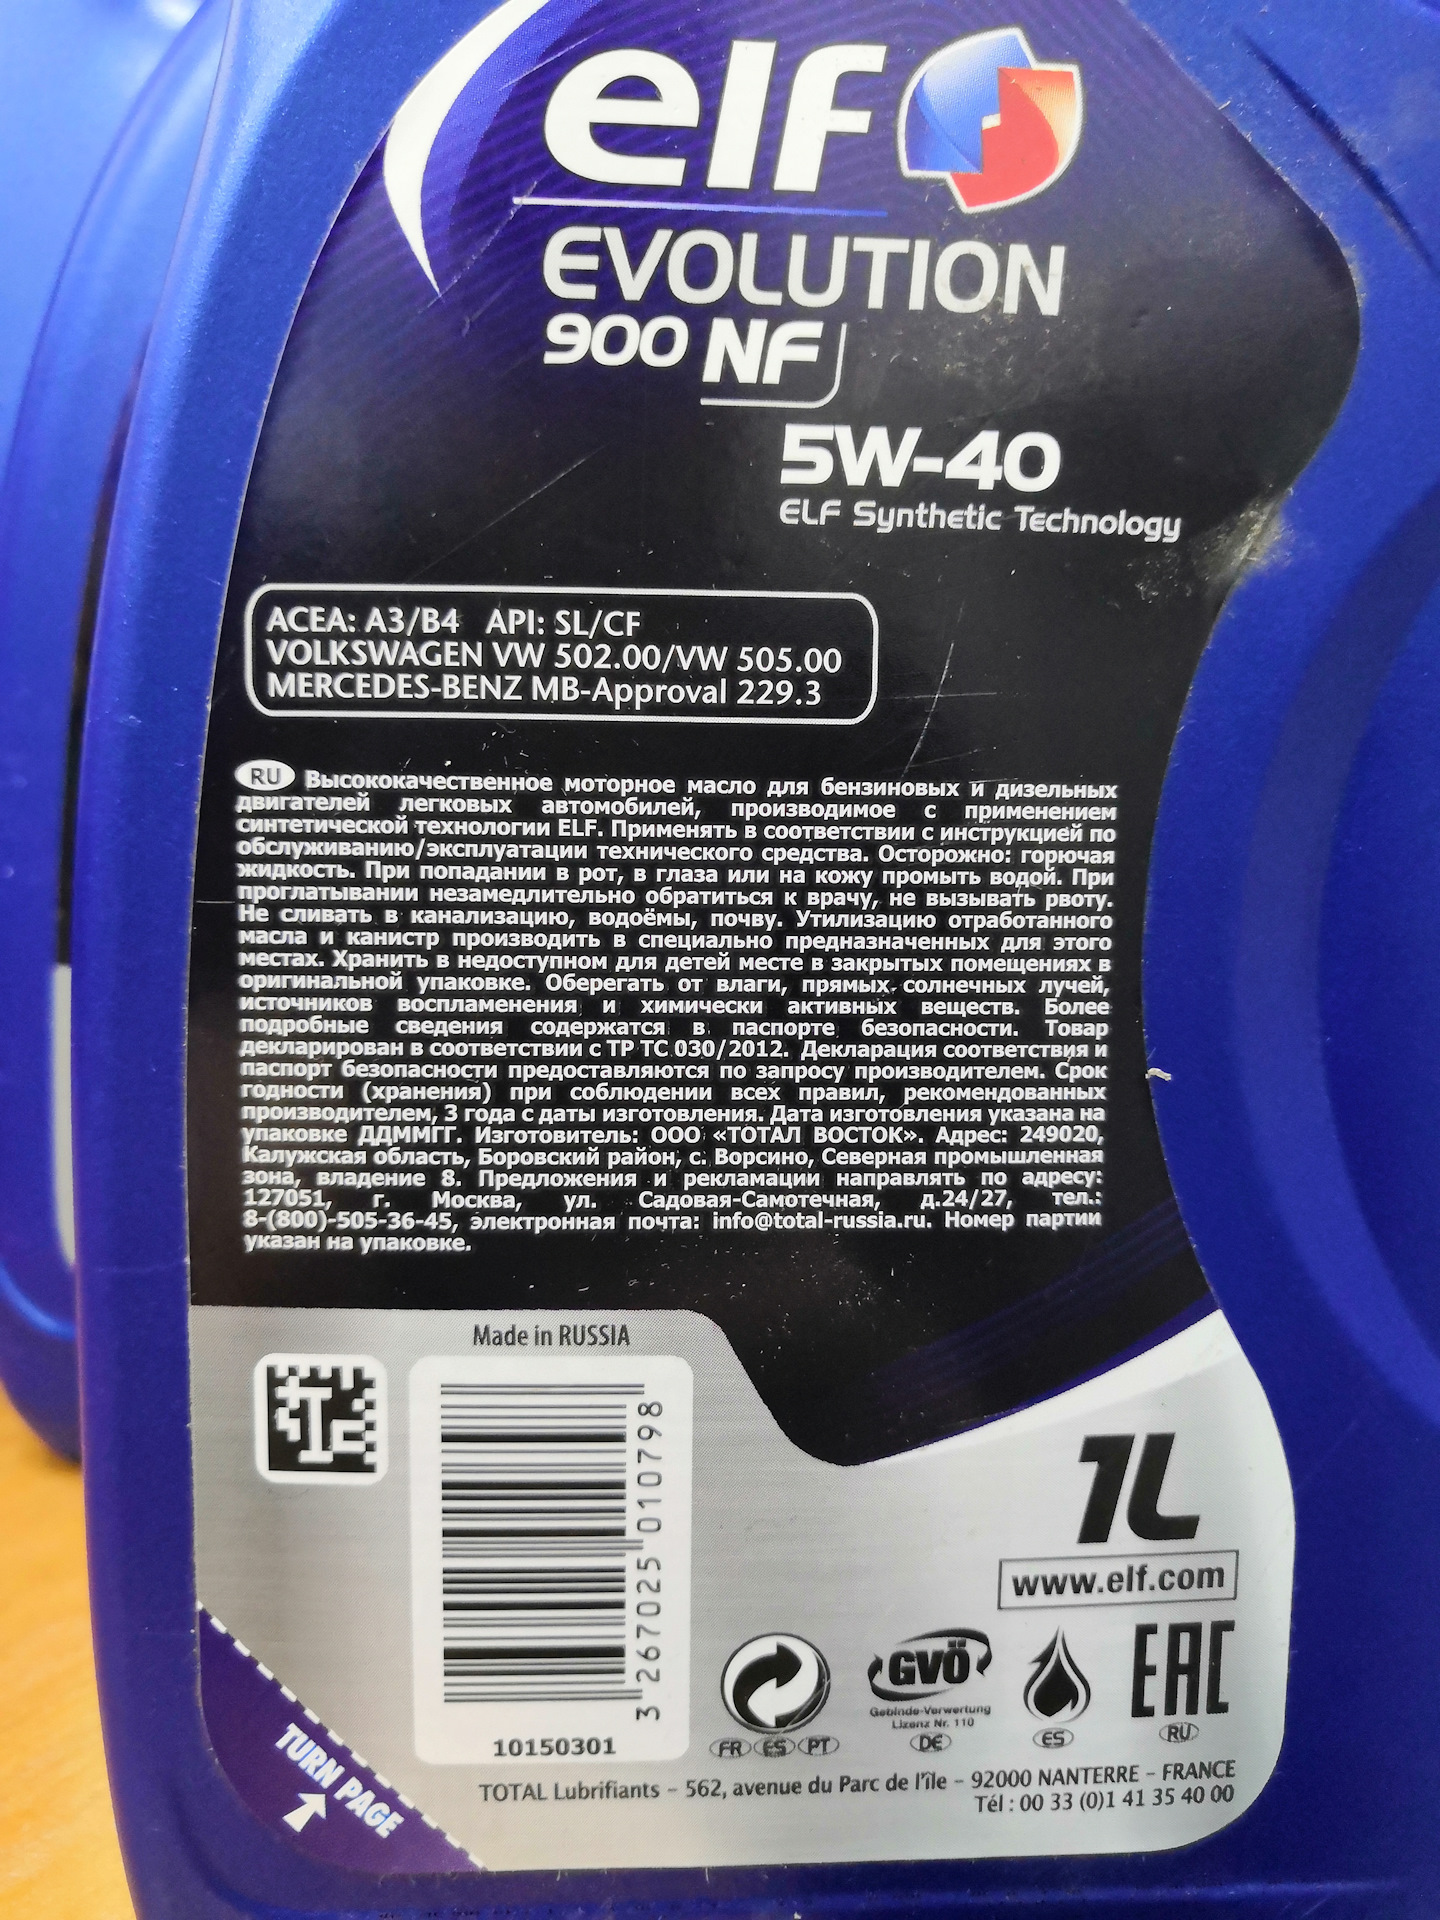 elf
EVOLUTION
900 NF
5W-40
ELF Synthetic Technology
ACEA: A3/B4 API: SL/CF
VOLKSWAGEN VW 502.00/VW 505.00
MERCEDES-BENZ MB-Approval 229.3
RU Высококачественное моторное масло для бензиновых и дизельных
двигателей легковых автомобилей, производимое с применением
синтетической технологии ELF. Применять в соответствии с инструкцией по
обслуживанию/эксплуатации технического средства. Осторожно: горючая
жидкость. При попадании в рот, в глаза или на кожу промыть водой. При
проглатывании незамедлительно обратиться к врачу, не вызывать рвоту.
Не сливать в канализацию, водоёмы, почву. Утилизацию отработанного
масла и канистр производить в специально предназначенных для этого
местах. Хранить в недоступном для детей месте в закрытых помещениях в
оригинальной упаковке. Оберегать от влаги, прямых солнечных лучей,
источников воспламенения и химически активных веществ. Более
подробные сведения содержатся в паспорте безопасности. Товар
декларирован в соответствии с ТР ТС 030/2012. Декларация соответствия и
паспорт безопасности предоставляются по запросу производителем. Срок
годности (хранения) при соблюдении всех правил, рекомендованных
производителем, 3 года с даты изготовления. Дата изготовления указана на
упаковке ДДММГГ. Изготовитель: ООО «ТОТАЛ ВОСТОК». Адрес: 249020,
Калужская область, Боровский район, с. Ворсино, Северная промышленная
зона, владение 8. Предложения и рекламации направлять по адресу:
127051, г. Москва, ул. Садовая-Самотечная, д.24/27, тел.:
8-(800)-505-36-45, электронная почта: info@total-russia.ru. Номер партии
указан на упаковке.
Made in RUSSIA
3 267025 010798
10150301
1L
www.elf.com
GVÖ
Gebinde-Verwertung
Lizenz Nr. 110
EAC
FR ES PT DE ES RU
TURN PAGE
TOTAL Lubrifiants – 562, avenue du Parc de l'île – 92000 NANTERRE – FRANCE
Tél : 00 33 (0)1 41 35 40 00